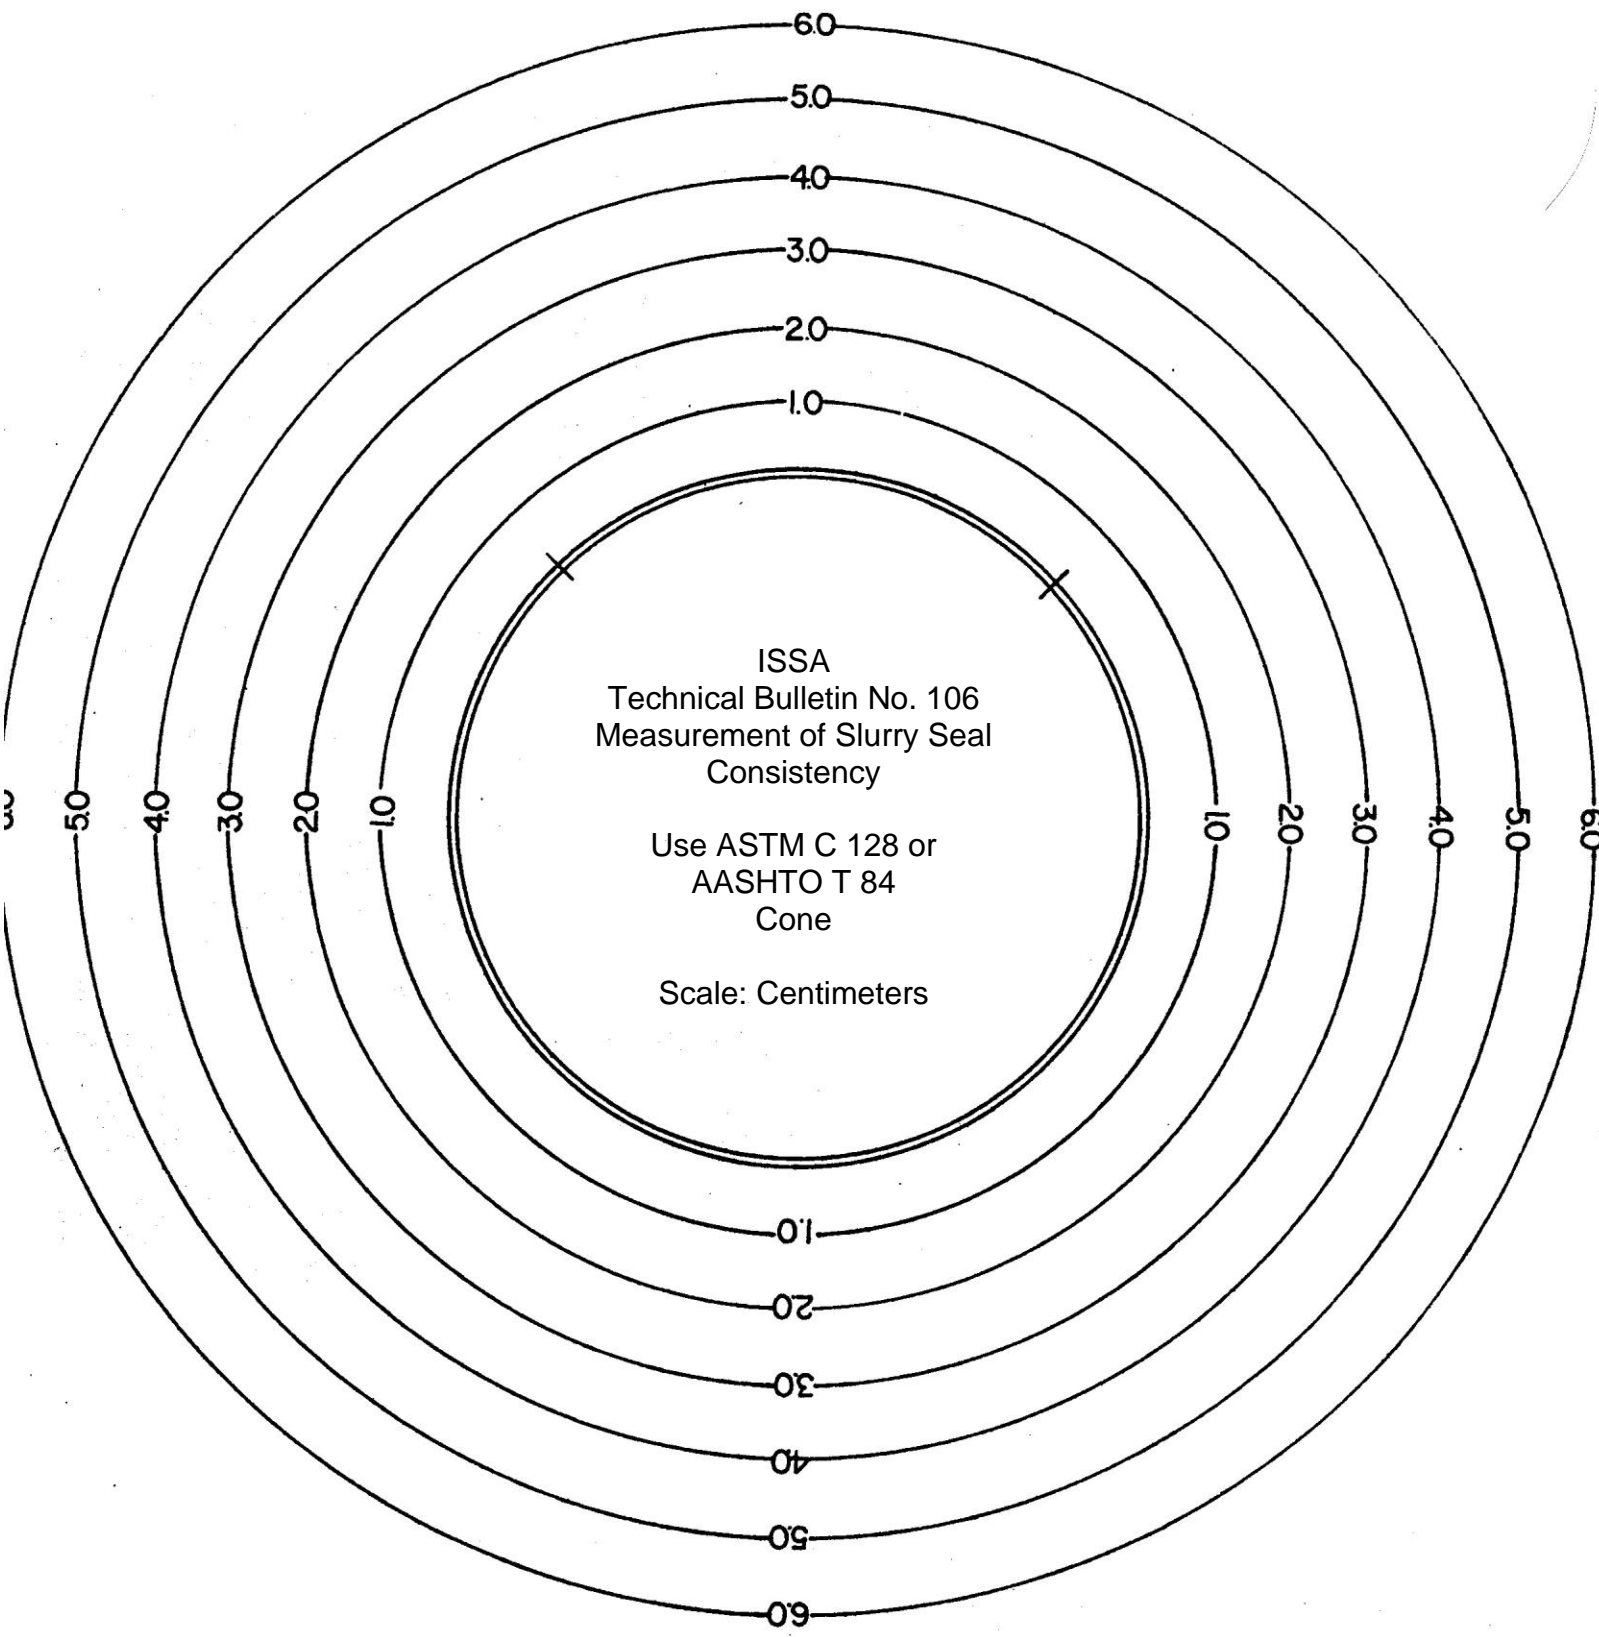 6.0
5.0
4.0
3.0
2.0
1.0
ISSA
Technical Bulletin No. 106
Measurement of Slurry Seal
Consistency
Use ASTM C 128 or
AASHTO T 84
Cone
Scale: Centimeters
6.0 5.0 4.0 3.0 2.0 1.0 1.0 2.0 3.0 4.0 5.0 6.0
1.0
2.0
3.0
4.0
5.0
6.0